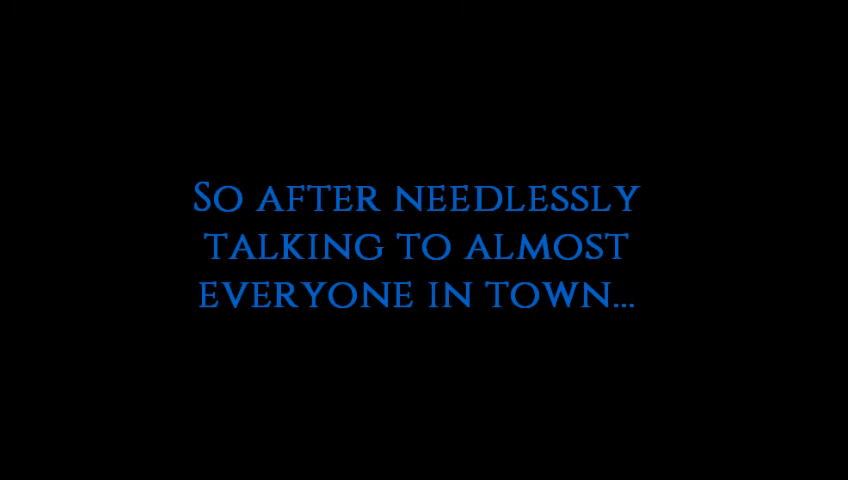 So after needlessly
talking to almost
everyone in town...